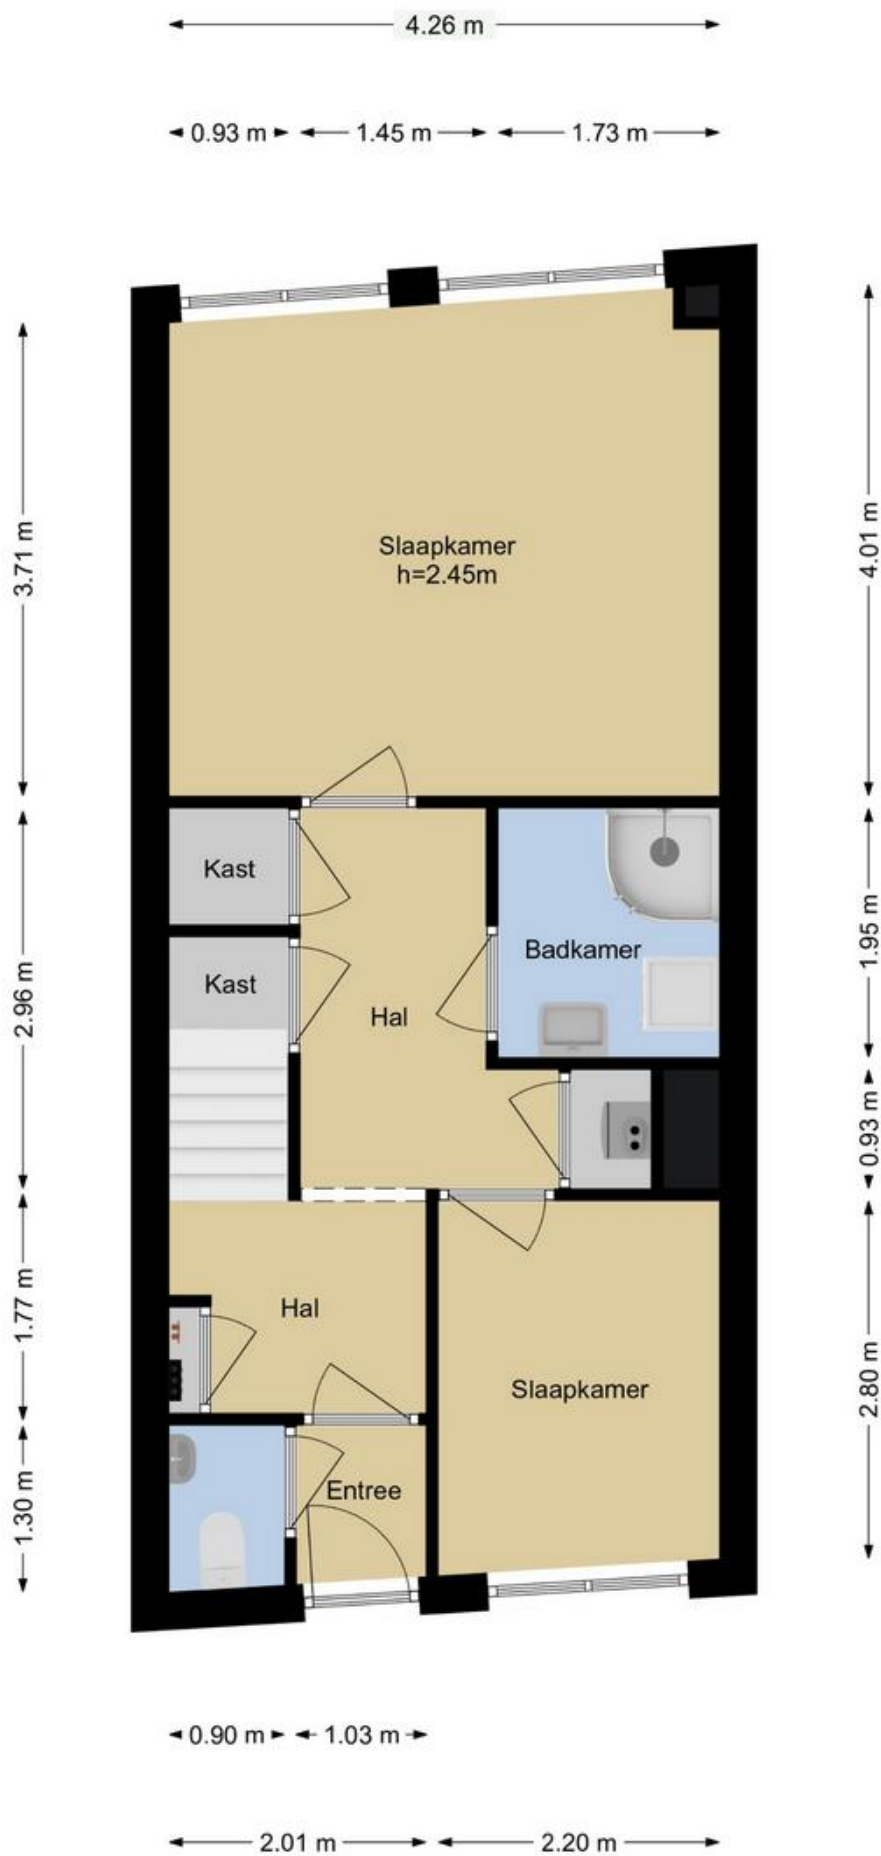 4.26 m
0.93 m
1.45 m
1.73 m
3.71 m
4.01 m
Slaapkamer
h=2.45m
Kast
Badkamer
1.95 m
Kast
2.96 m
Hal
0.93 m
1.77 m
Hal
Slaapkamer
2.80 m
1.30 m
Entree
0.90 m
1.03 m
2.01 m
2.20 m